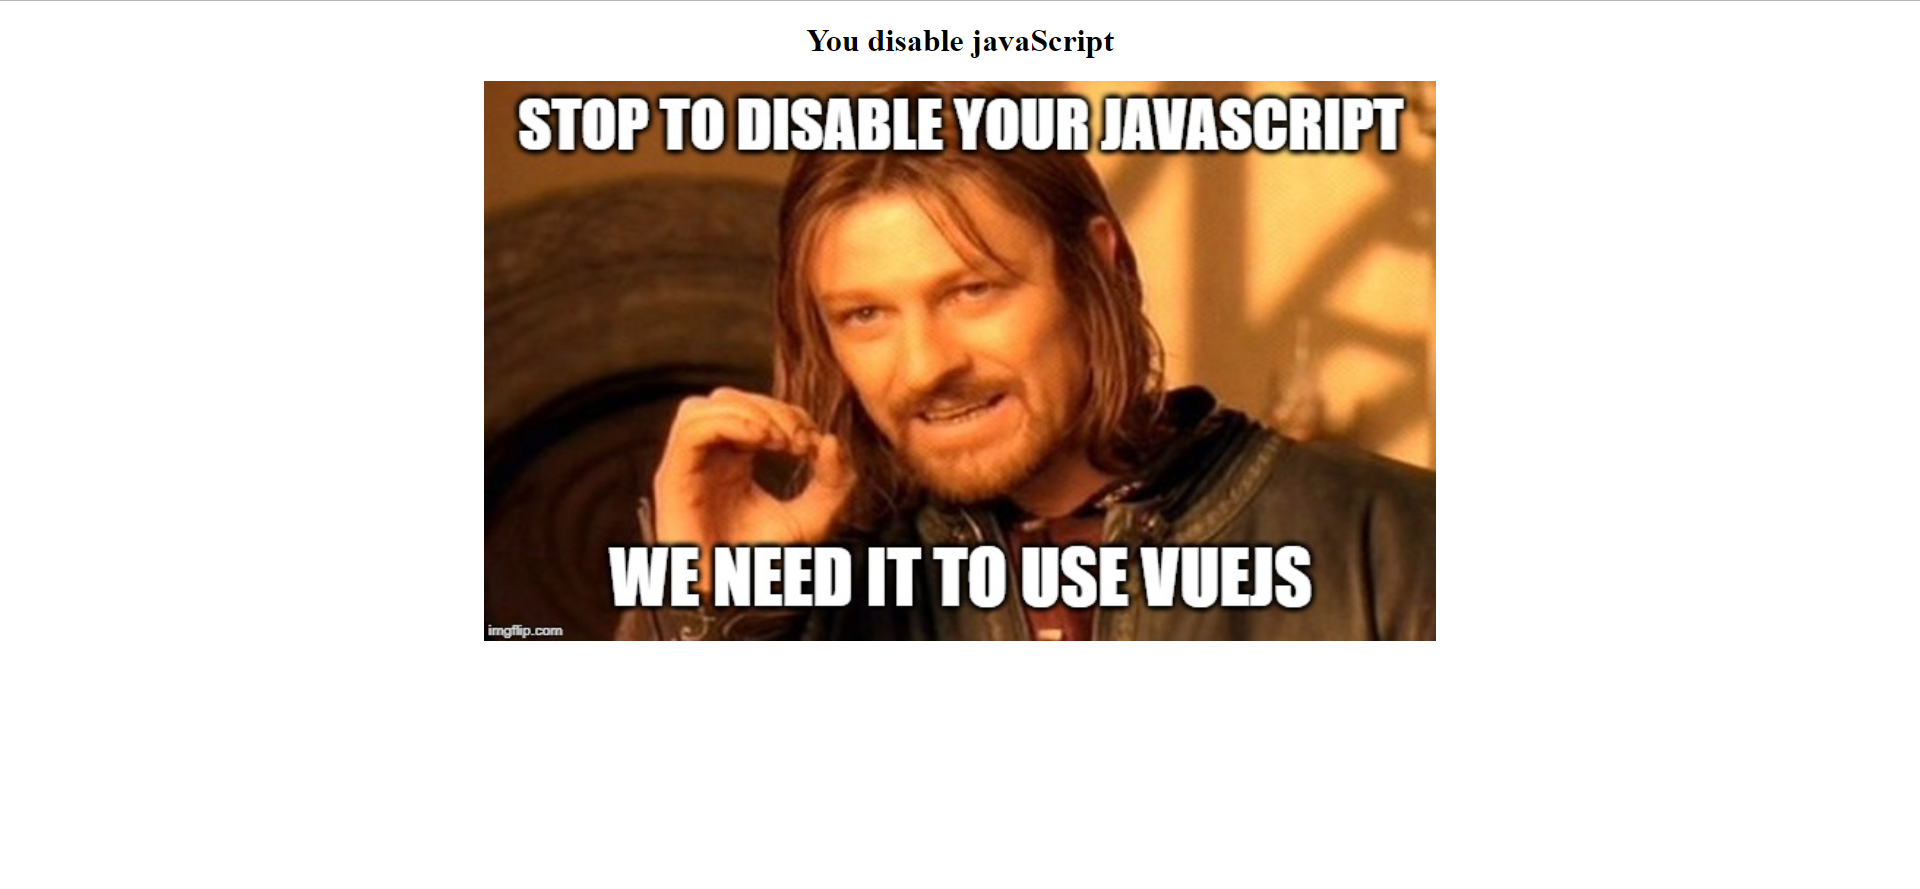 You disable javaScript
STOP TO DISABLE YOUR JAVASCRIPT
WE NEED IT TO USE VUEJS
imgflip.com